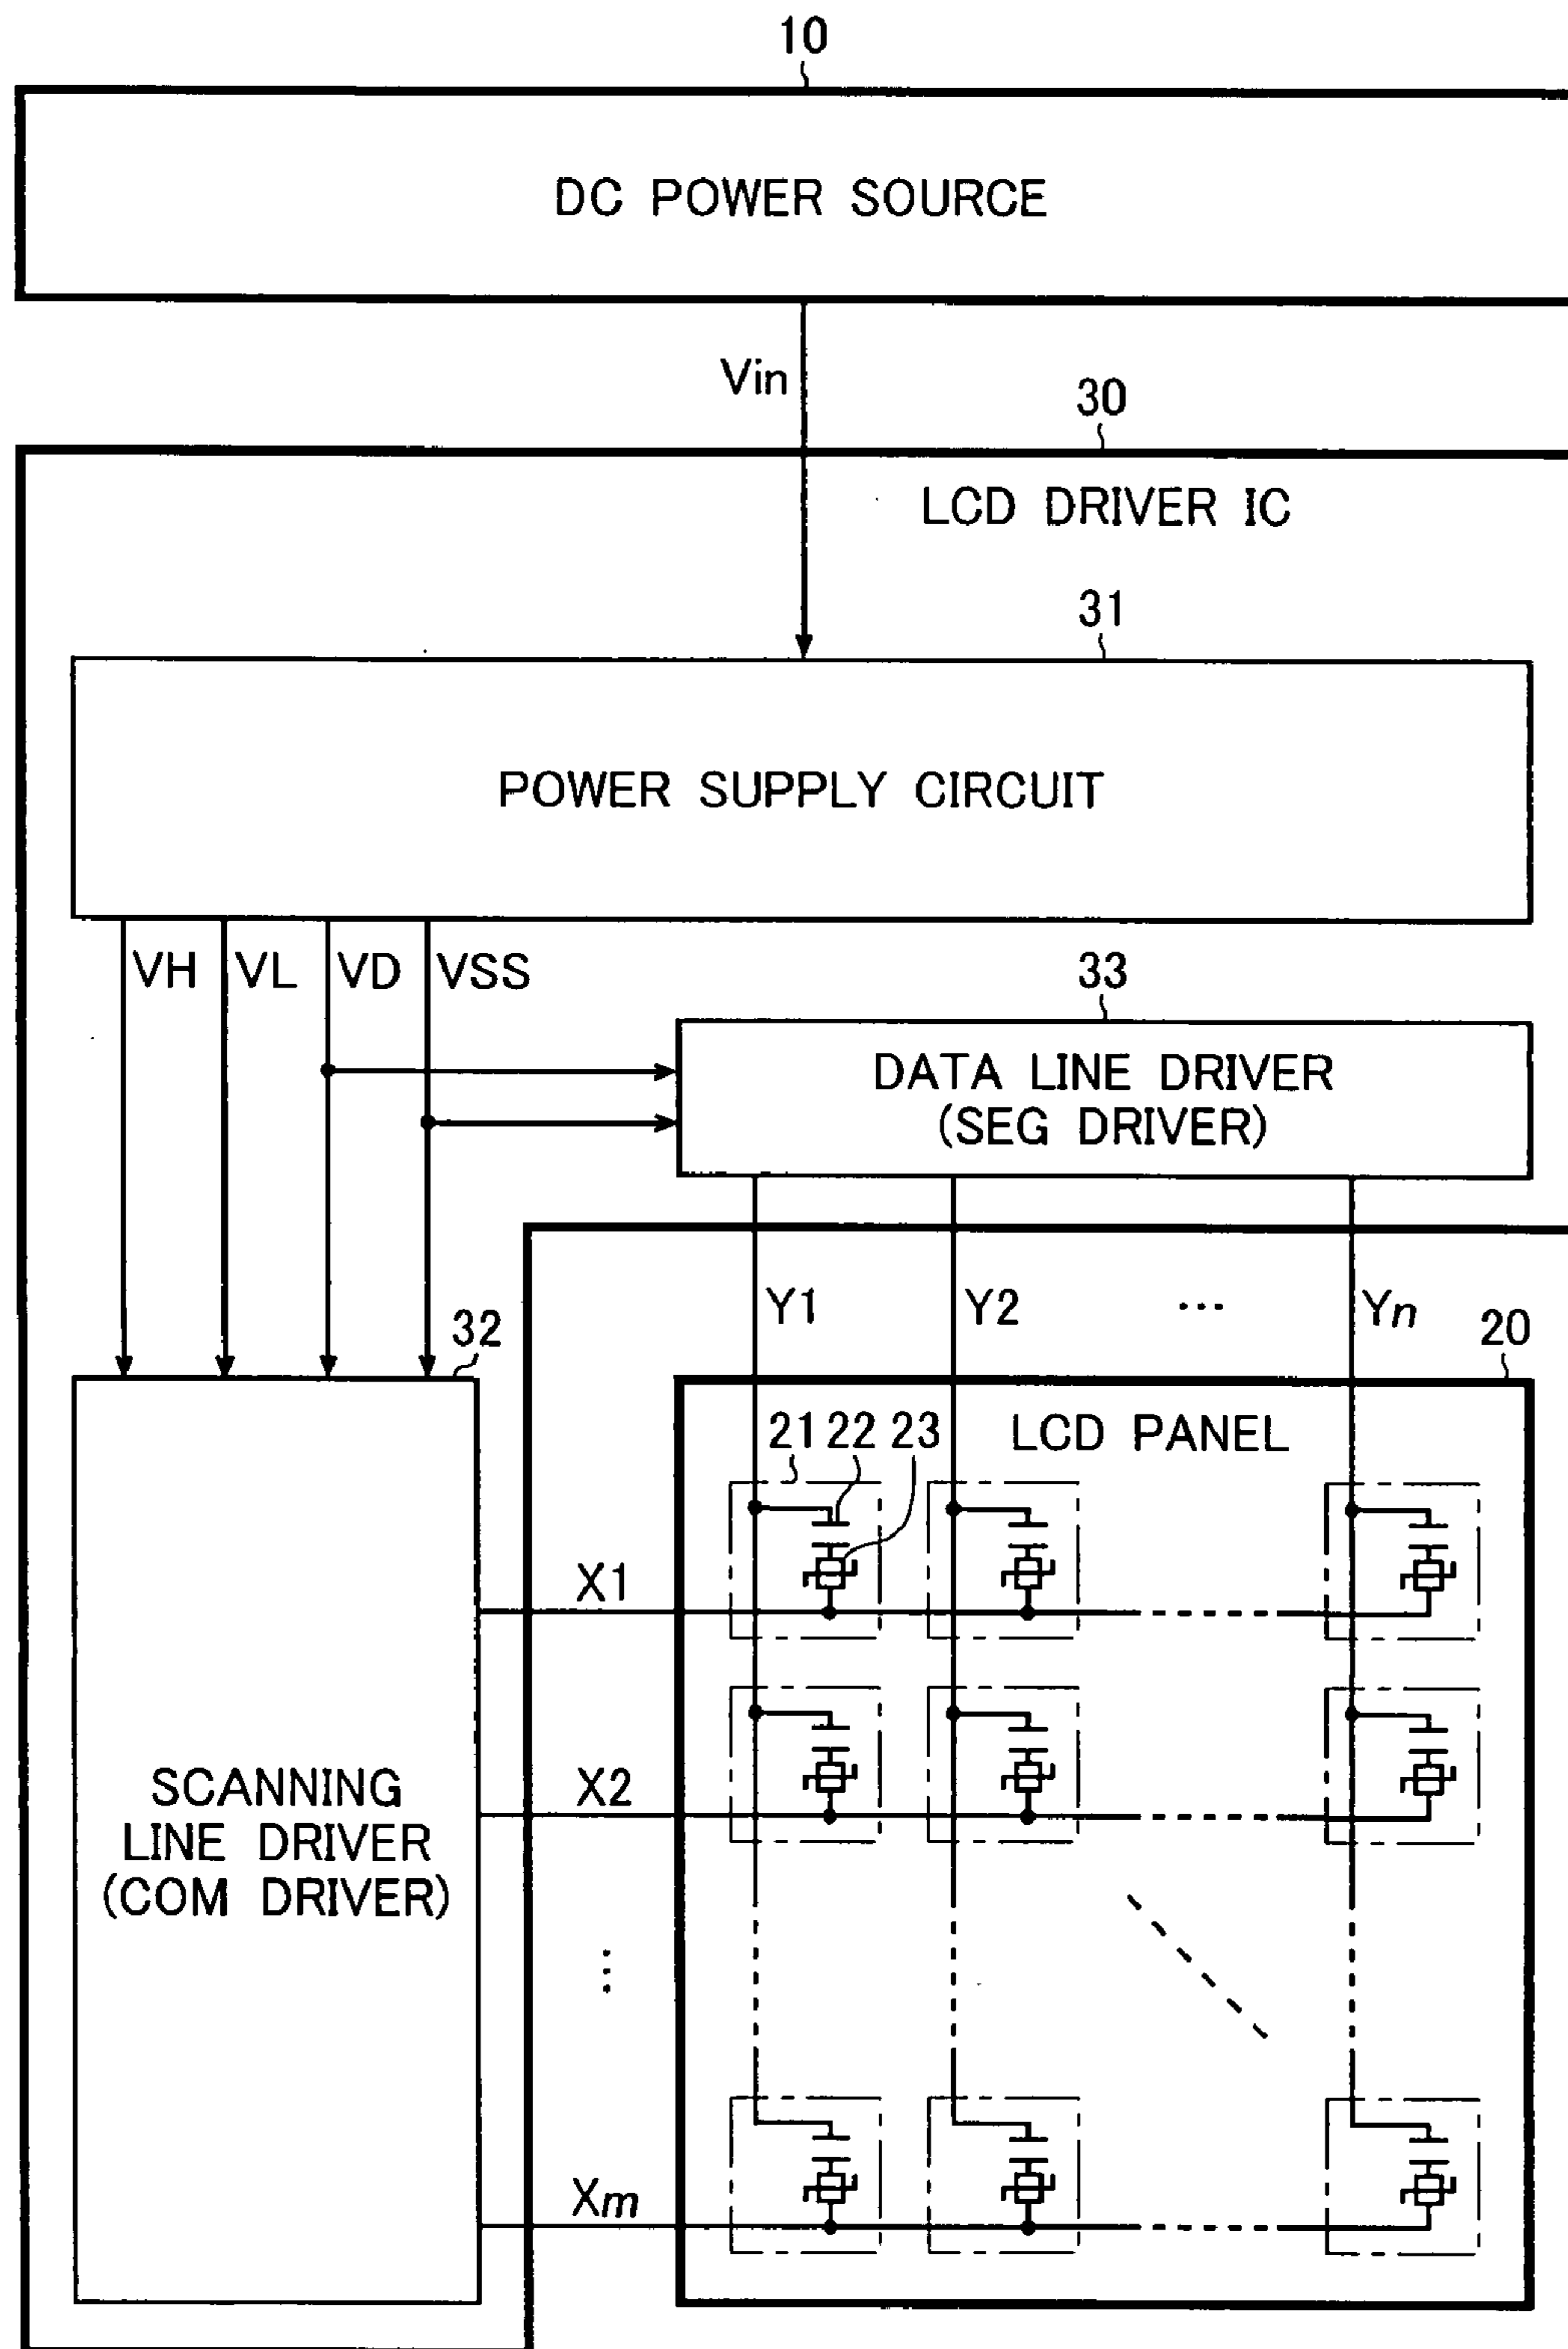 10
DC POWER SOURCE
Vin
30
LCD DRIVER IC
31
POWER SUPPLY CIRCUIT
VH VL VD VSS
33
DATA LINE DRIVER
(SEG DRIVER)
Y1 Y2 ... Yn
32
20
21 22 23
LCD PANEL
X1
X2
SCANNING
LINE DRIVER
(COM DRIVER)
...
Xm